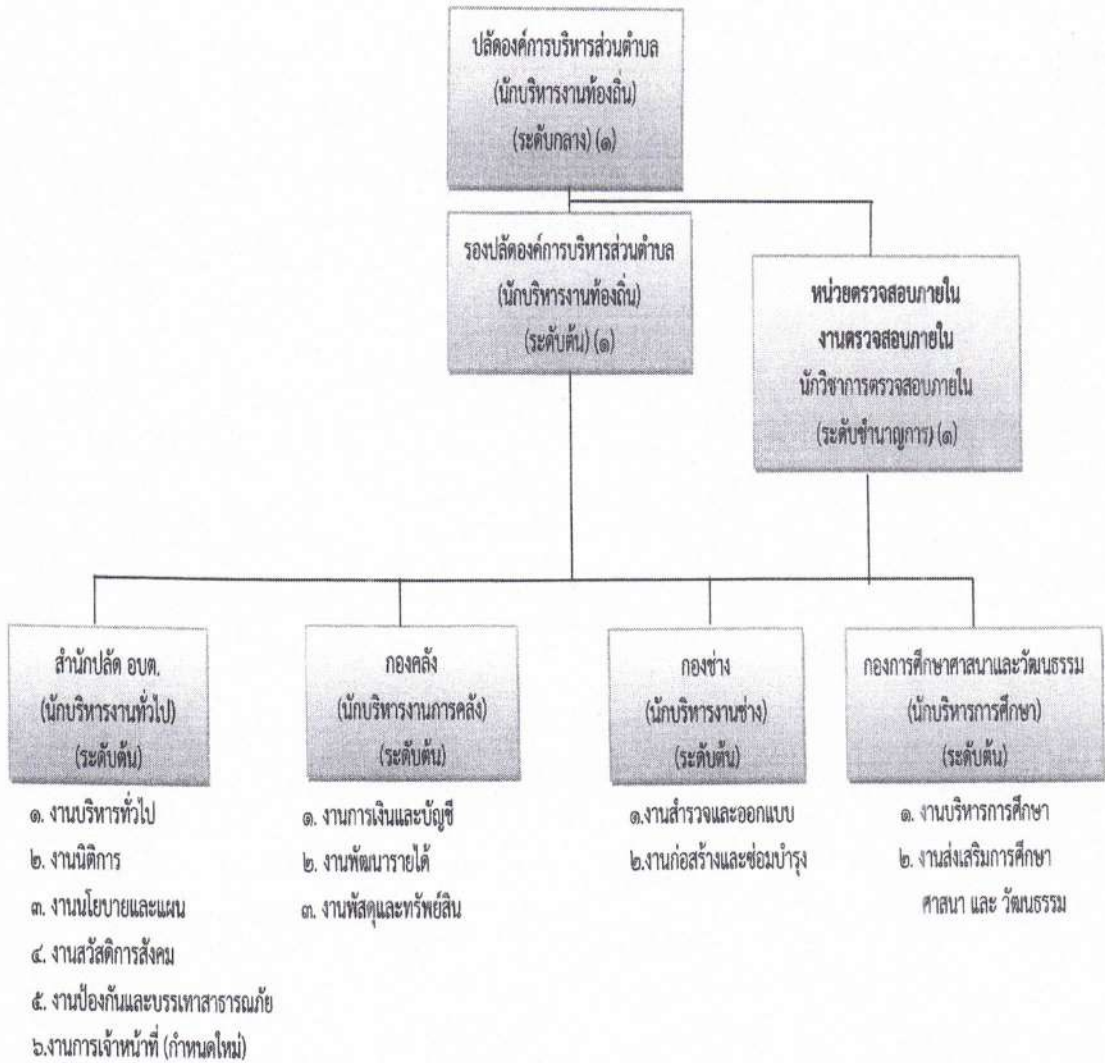 ปลัดองค์การบริหารส่วนตำบล
(นักบริหารงานท้องถิ่น)
(ระดับกลาง) (๑)
รองปลัดองค์การบริหารส่วนตำบล
(นักบริหารงานท้องถิ่น)
(ระดับต้น) (๑)
หน่วยตรวจสอบภายใน
งานตรวจสอบภายใน
นักวิชาการตรวจสอบภายใน
(ระดับชำนาญการ) (๑)
สำนักปลัด อบต.
(นักบริหารงานทั่วไป)
(ระดับต้น)
๑. งานบริหารทั่วไป
๒. งานนิติการ
๓. งานนโยบายและแผน
๔. งานสวัสดิการสังคม
๕. งานป้องกันและบรรเทาสาธารณภัย
๖.งานการเจ้าหน้าที่ (กำหนดใหม่)
กองคลัง
(นักบริหารงานการคลัง)
(ระดับต้น)
๑. งานการเงินและบัญชี
๒. งานพัฒนารายได้
๓. งานพัสดุและทรัพย์สิน
กองช่าง
(นักบริหารงานช่าง)
(ระดับต้น)
๑.งานสำรวจและออกแบบ
๒.งานก่อสร้างและซ่อมบำรุง
กองการศึกษาศาสนาและวัฒนธรรม
(นักบริหารการศึกษา)
(ระดับต้น)
๑. งานบริหารการศึกษา
๒. งานส่งเสริมการศึกษา
ศาสนา และ วัฒนธรรม